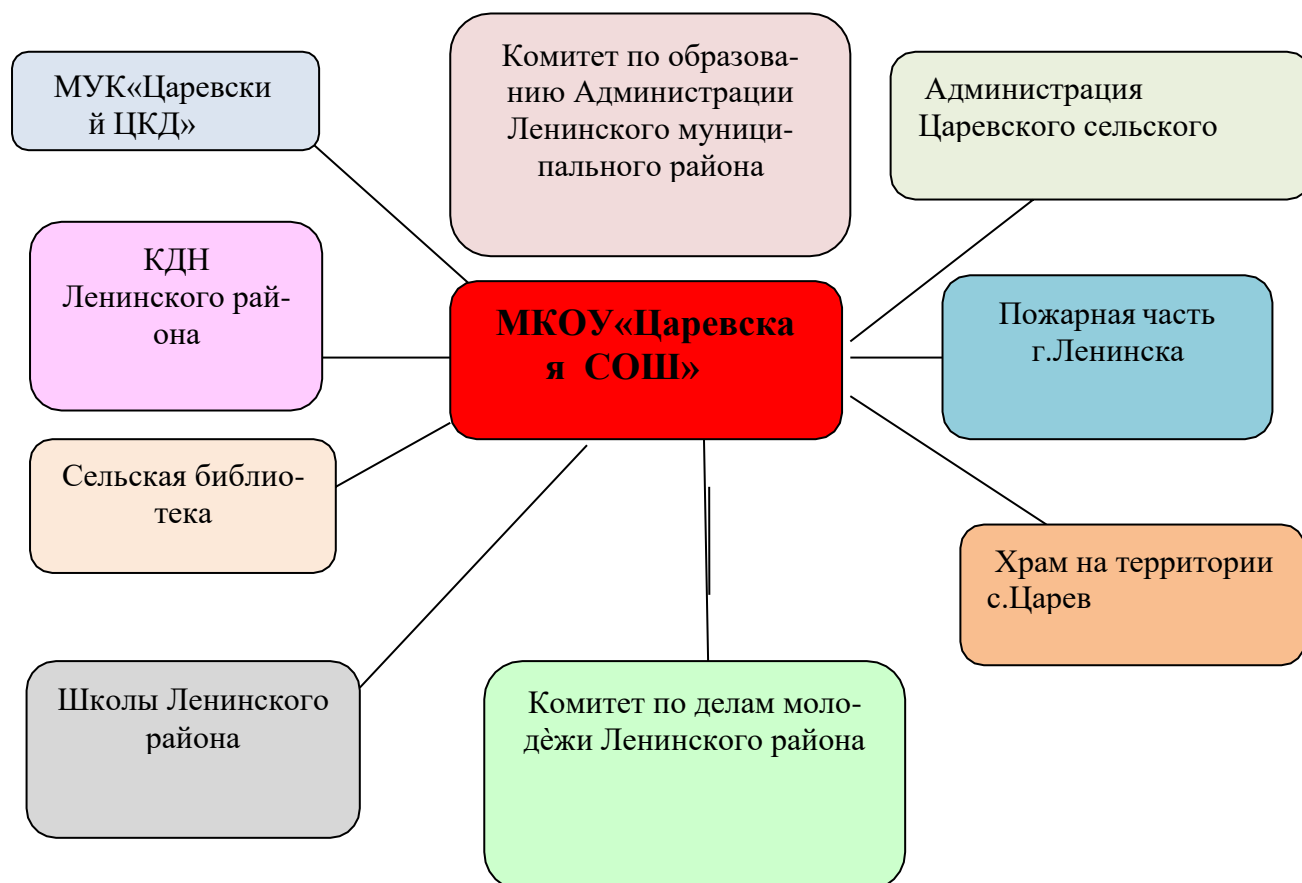 МУК«Царевски
й ЦКД»
Комитет по образова-
нию Администрации
Ленинского муници-
пального района
Администрация
Царевского сельского
КДН
Ленинского рай-
она
МКОУ«Царевска
я СОШ»
Пожарная часть
г.Ленинска
Сельская библио-
тека
Храм на территории
с.Царев
Школы Ленинского
района
Комитет по делам моло-
дѐжи Ленинского района